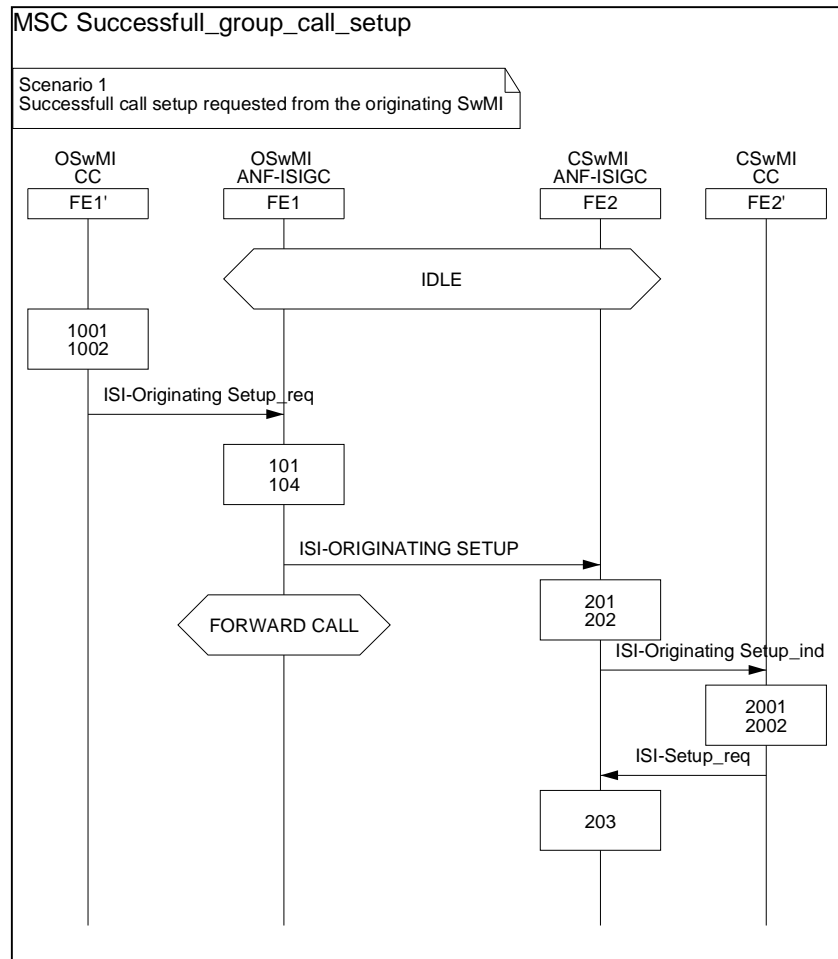 MSC Successfull_group_call_setup
Scenario 1
Successfull call setup requested from the originating SwMI
OSwMI
CC
FE1'
OSwMI
ANF-ISIGC
FE1
CSwMI
ANF-ISIGC
FE2
CSwMI
CC
FE2'
IDLE
1001
1002
ISI-Originating Setup_req
101
104
ISI-ORIGINATING SETUP
FORWARD CALL
201
202
ISI-Originating Setup_ind
2001
2002
ISI-Setup_req
203